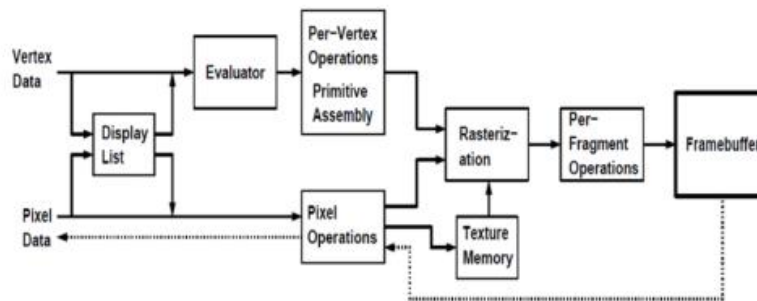 Vertex
Data
Evaluator
Per-Vertex
Operations
Primitive
Assembly
Display
List
Rasteriz-
ation
Per-
Fragment
Operations
Framebuffer
Pixel
Data
Pixel
Operations
Texture
Memory